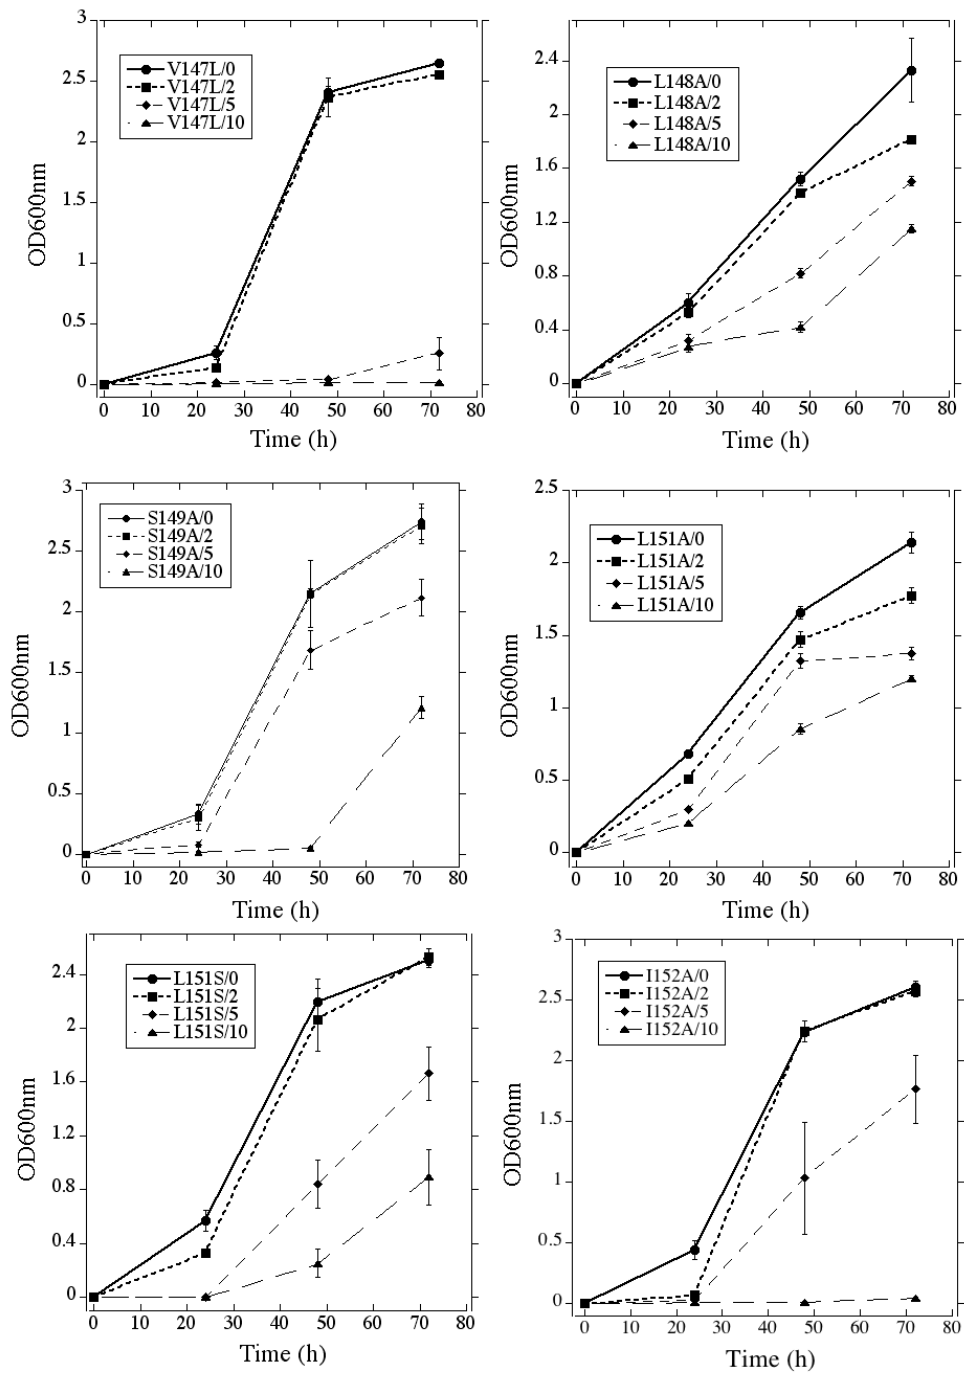 3
2.5
2
1.5
1
0.5
0
OD600nm
V147L/0
V147L/2
V147L/5
V147L/10
0 10 20 30 40 50 60 70 80
Time (h)
2.4
2
1.6
1.2
0.8
0.4
0
OD600nm
L148A/0
L148A/2
L148A/5
L148A/10
0 10 20 30 40 50 60 70 80
Time (h)
3
2.5
2
1.5
1
0.5
0
OD600nm
S149A/0
S149A/2
S149A/5
S149A/10
0 10 20 30 40 50 60 70 80
Time (h)
2.5
2
1.5
1
0.5
0
OD600nm
L151A/0
L151A/2
L151A/5
L151A/10
0 10 20 30 40 50 60 70 80
Time (h)
2.4
2
1.6
1.2
0.8
0.4
0
OD600nm
L151S/0
L151S/2
L151S/5
L151S/10
0 10 20 30 40 50 60 70 80
Time (h)
3
2.5
2
1.5
1
0.5
0
OD600nm
I152A/0
I152A/2
I152A/5
I152A/10
0 10 20 30 40 50 60 70 80
Time (h)